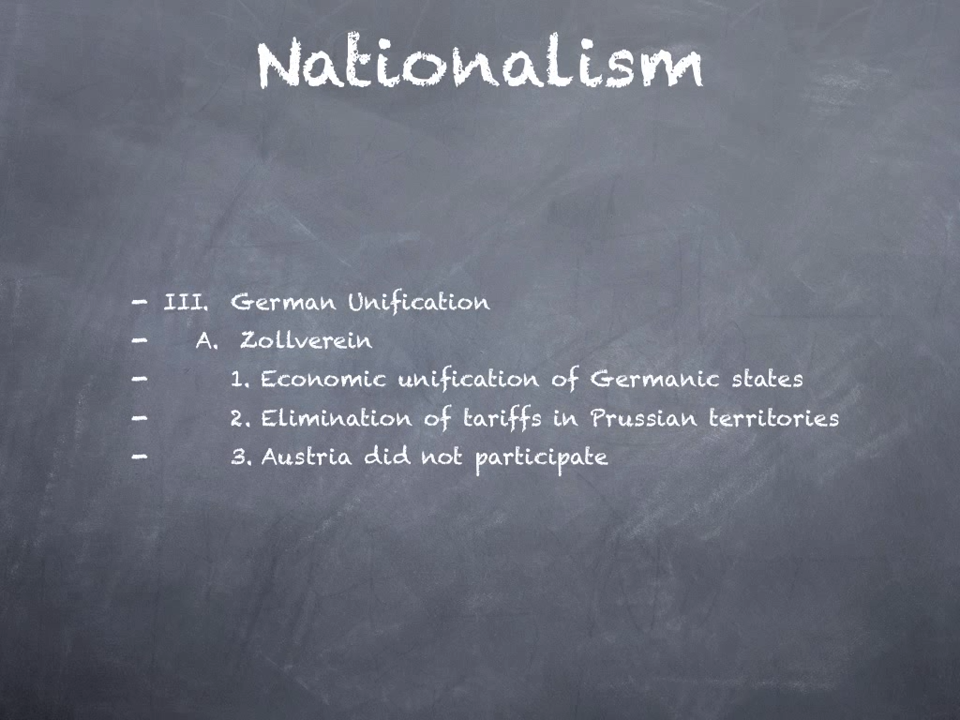 Nationalism
- III. German Unification
- A. Zollverein
- 1. Economic unification of Germanic states
- 2. Elimination of tariffs in Prussian territories
- 3. Austria did not participate